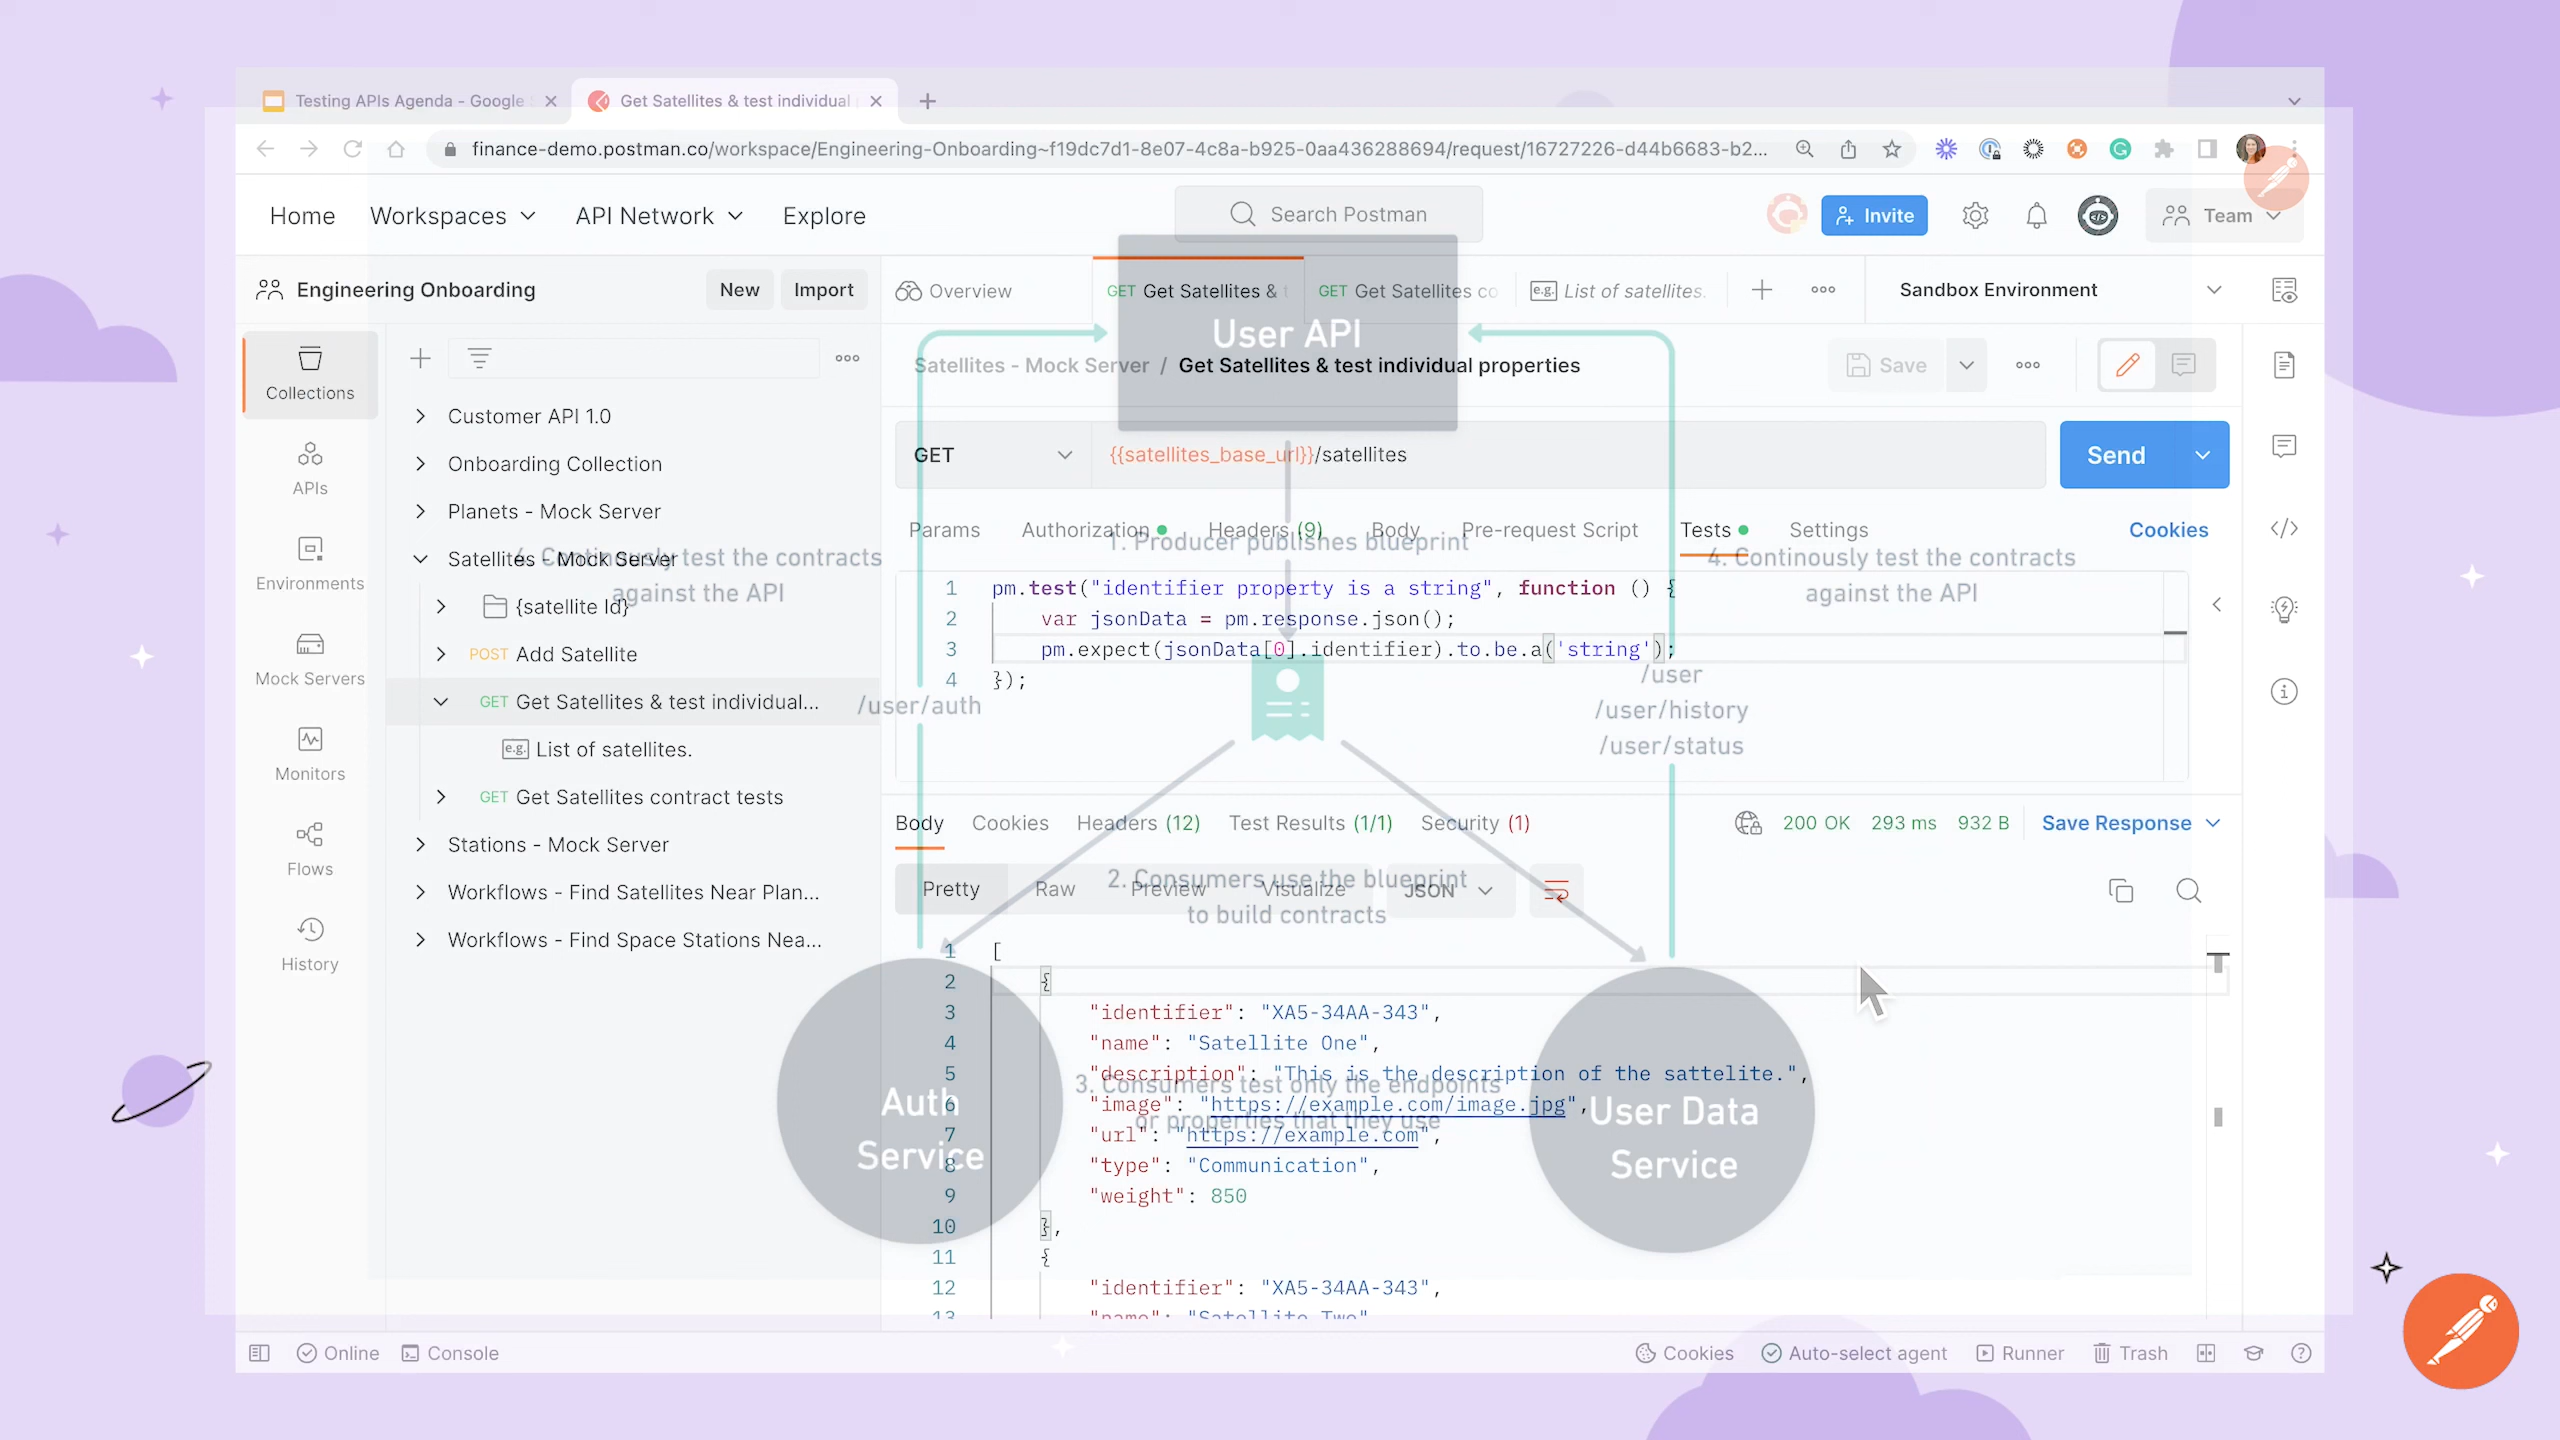 Testing APIs Agenda - Google
Get Satellites & test individual
finance-demo.postman.co/workspace/Engineering-Onboarding~f19dc7d1-8e07-4c8a-b925-0aa436288694/request/16727226-d44b6683-b2...
Home
Workspaces
API Network
Explore
Search Postman
Invite
Team
Engineering Onboarding
New
Import
Overview
GET Get Satellites & t
GET Get Satellites co
e.g. List of satellites.
Sandbox Environment
User API
Satellites - Mock Server / Get Satellites & test individual properties
Save
Collections
APIs
Environments
Mock Servers
Monitors
Flows
History
Customer API 1.0
Onboarding Collection
Planets - Mock Server
Satellites - Mock Server
{satellite Id}
POST Add Satellite
GET Get Satellites & test individual...
e.g. List of satellites.
GET Get Satellites contract tests
Stations - Mock Server
Workflows - Find Satellites Near Plan...
Workflows - Find Space Stations Nea...
GET
{{satellites_base_url}}/satellites
Send
Params
Authorization
Headers (9)
Body
Pre-request Script
Tests
Settings
Cookies
1. Producer publishes blueprint
4. Continously test the contracts
against the API
4. Continously test the contracts
against the API
1 pm.test("identifier property is a string", function () {
2 var jsonData = pm.response.json();
3 pm.expect(jsonData[0].identifier).to.be.a('string');
4 });
/user/auth
/user
/user/history
/user/status
Body
Cookies
Headers (12)
Test Results (1/1)
Security (1)
200 OK
293 ms
932 B
Save Response
Pretty
Raw
Preview
Visualize
JSON
2. Consumers use the blueprint
to build contracts
1 [
2 {
3 "identifier": "XA5-34AA-343",
4 "name": "Satellite One",
5 "description": "This is the description of the sattelite.",
6 "image": "https://example.com/image.jpg",
7 "url": "https://example.com",
8 "type": "Communication",
9 "weight": 850
10 },
11 {
12 "identifier": "XA5-34AA-343",
13 "name": "Satellite Two"
3. Consumers test only the endpoints
or properties that they use
Auth
Service
User Data
Service
Online
Console
Cookies
Auto-select agent
Runner
Trash